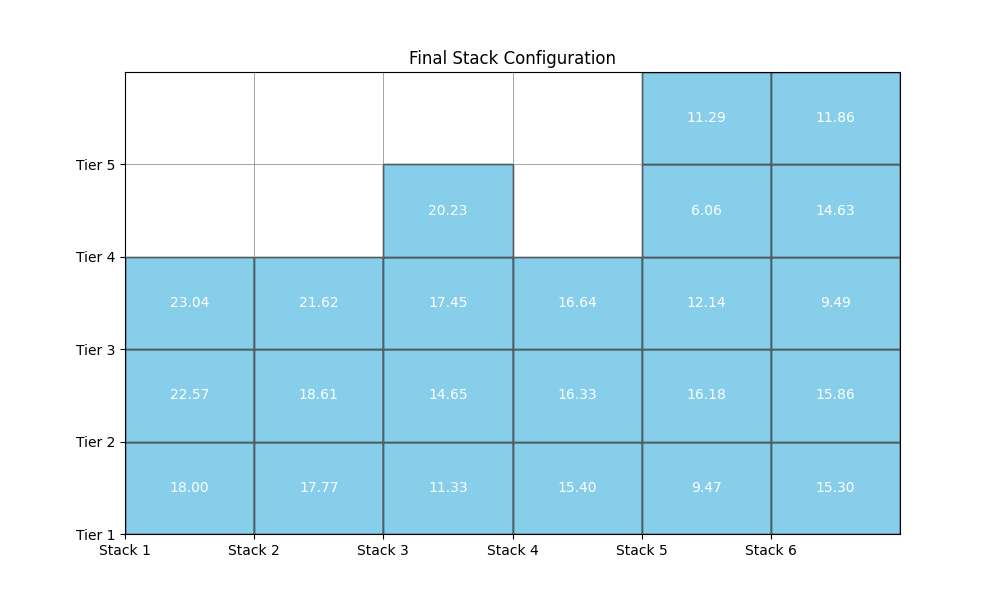 Final Stack Configuration
11.29 11.86
Tier 5
20.23 6.06 14.63
Tier 4
23.04 21.62 17.45 16.64 12.14 9.49
Tier 3
22.57 18.61 14.65 16.33 16.18 15.86
Tier 2
18.00 17.77 11.33 15.40 9.47 15.30
Tier 1
Stack 1 Stack 2 Stack 3 Stack 4 Stack 5 Stack 6